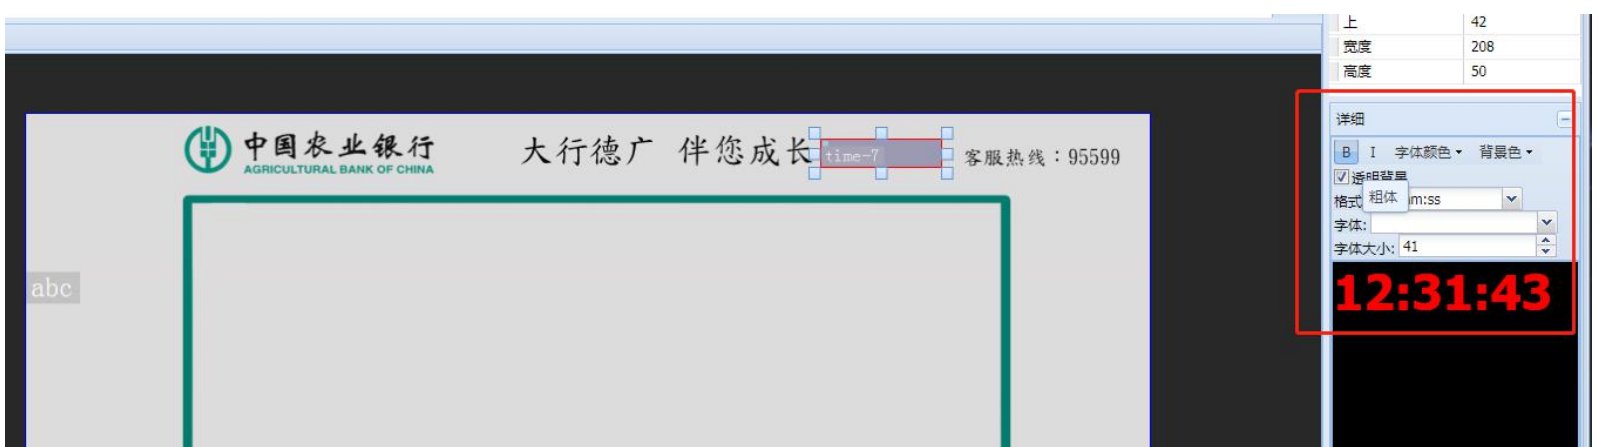 上 42
宽度 208
高度 50
详细
中国农业银行
AGRICULTURAL BANK OF CHINA
大行德广 伴您成长
time-7
客服热线：95599
B I 字体颜色 背景色
透明背景
格式 m:ss
粗体
字体:
字体大小: 41
abc
12:31:43